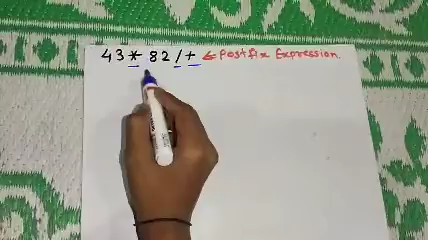 43* 82/+ ← Postfix Expression.